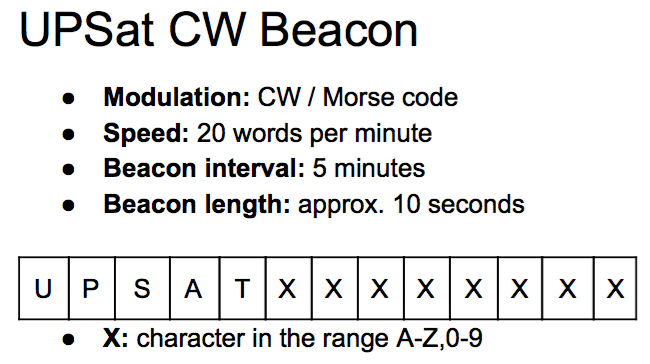 UPSat CW Beacon
● Modulation: CW / Morse code
● Speed: 20 words per minute
● Beacon interval: 5 minutes
● Beacon length: approx. 10 seconds
U P S A T X X X X X X X X
● X: character in the range A-Z,0-9